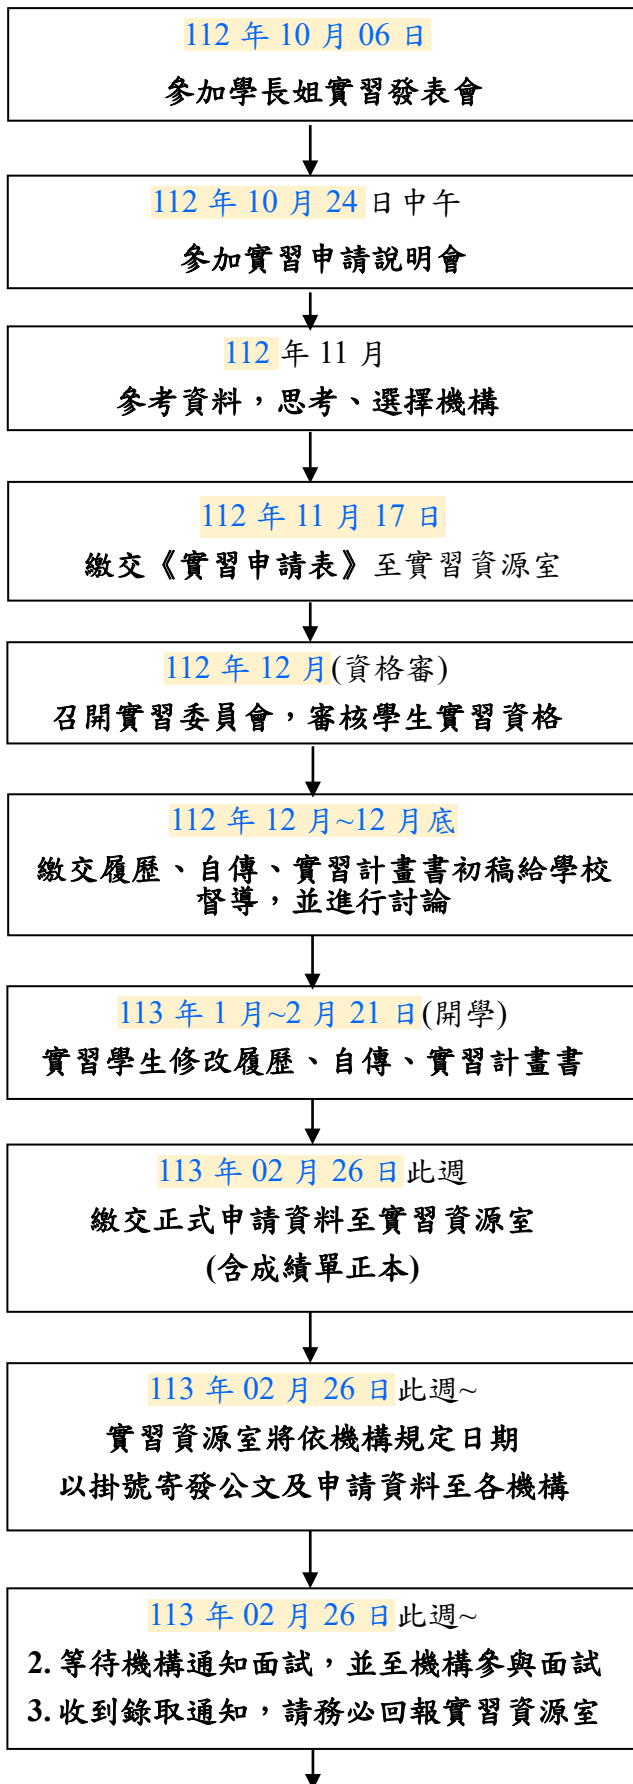 112 年 10 月 06 日
參加學長姐實習發表會
112 年 10 月 24 日中午
參加實習申請說明會
112 年 11 月
參考資料，思考、選擇機構
112 年 11 月 17 日
繳交《實習申請表》至實習資源室
112 年 12 月(資格審)
召開實習委員會，審核學生實習資格
112 年 12 月~12 月底
繳交履歷、自傳、實習計畫書初稿給學校
督導，並進行討論
113 年 1 月~2 月 21 日(開學)
實習學生修改履歷、自傳、實習計畫書
113 年 02 月 26 日此週
繳交正式申請資料至實習資源室
(含成績單正本)
113 年 02 月 26 日此週~
實習資源室將依機構規定日期
以掛號寄發公文及申請資料至各機構
113 年 02 月 26 日此週~
2. 等待機構通知面試，並至機構參與面試
3. 收到錄取通知，請務必回報實習資源室